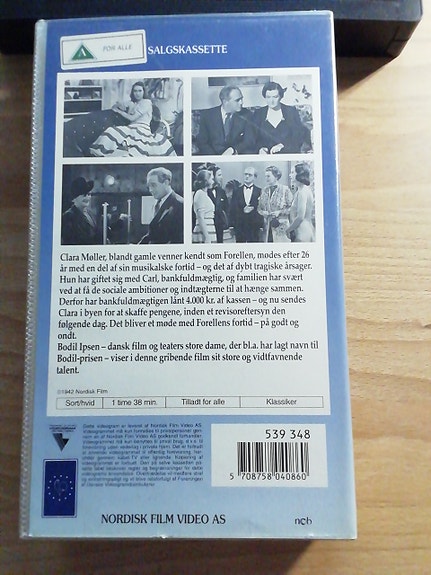 FOR ALLE
SALGSKASSETTE
Clara Møller, blandt gamle venner kendt som Forellen, mødes efter 26
år med en del af sin musikalske fortid – og det af dybt tragiske årsager.
Hun har giftet sig med Carl, bankfuldmægtig, og familien har svært
ved at få de sociale ambitioner og indtægterne til at hænge sammen.
Derfor har bankfuldmægtigen lånt 4.000 kr. af kassen – og nu sendes
Clara i byen for at skaffe pengene, inden et revisoreftersyn den
følgende dag. Det bliver et møde med Forellens fortid – på godt og
ondt.
Bodil Ipsen – dansk film og teaters store dame, der bl.a. har lagt navn til
Bodil-prisen – viser i denne gribende film sit store og vidtfavnende
talent.
©1942 Nordisk Film
Sort/hvid 1 time 38 min. Tilladt for alle Klassiker
539 348
5 708758 040860
NORDISK FILM VIDEO AS
ncb